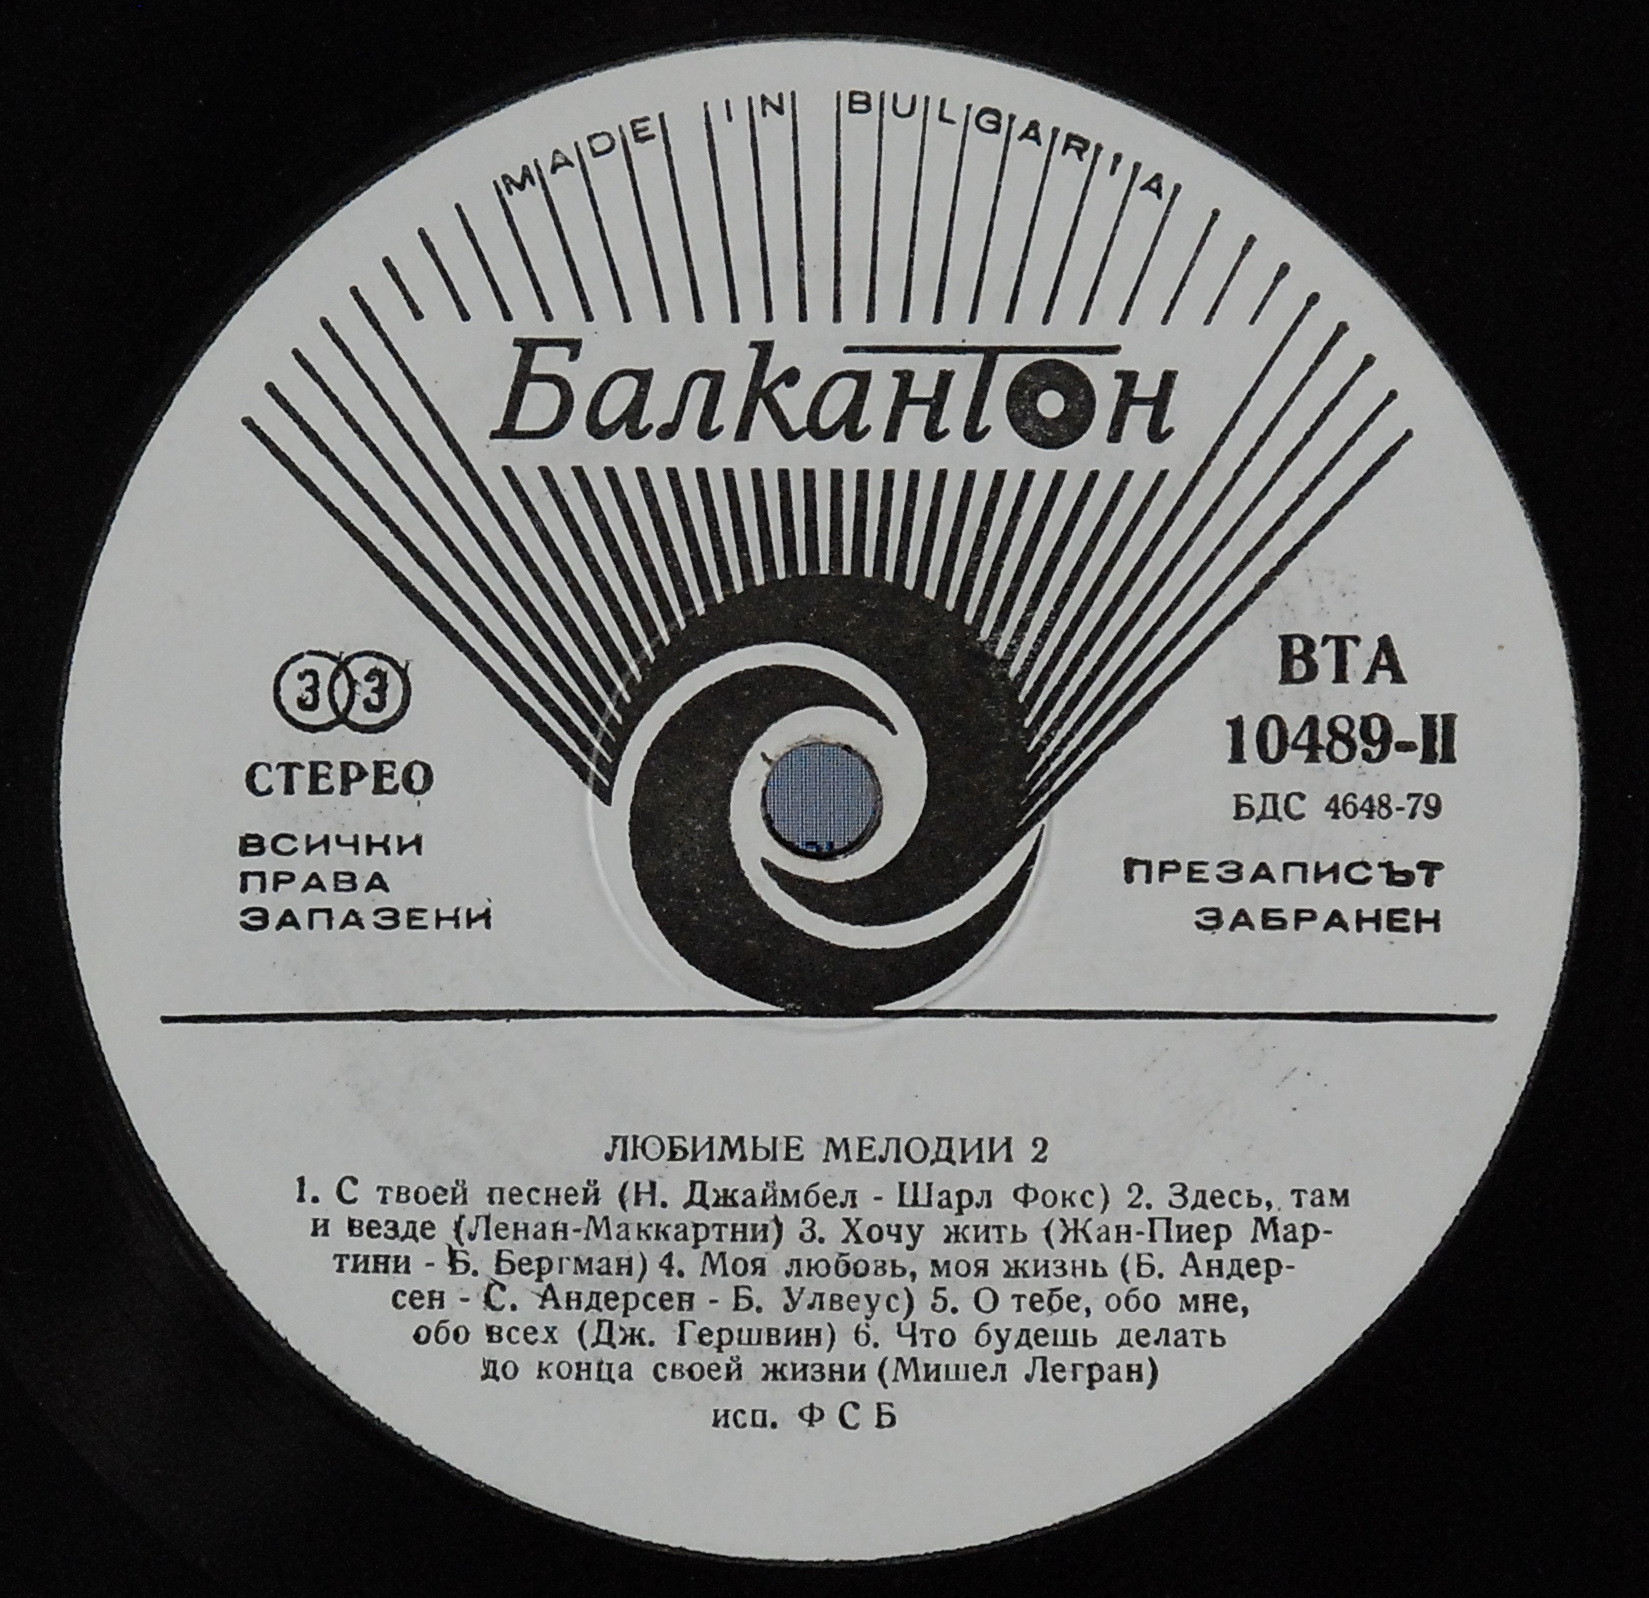 MADE IN BULGARIA
Балкантон
33
СТЕРЕО
ВСИЧКИ
ПРАВА
ЗАПАЗЕНИ
ВТА
10489-II
БДС 4648-79
ПРЕЗАПИСЪТ
ЗАБРАНЕН
ЛЮБИМЫЕ МЕЛОДИИ 2
1. С твоей песней (Н. Джаймбел - Шарл Фокс) 2. Здесь, там
и везде (Ленан-Маккартни) 3. Хочу жить (Жан-Пиер Мар-
тини - Б. Бергман) 4. Моя любовь, моя жизнь (Б. Андер-
сен - С. Андерсен - Б. Улвеус) 5. О тебе, обо мне,
обо всех (Дж. Гершвин) 6. Что будешь делать
до конца своей жизни (Мишел Легран)
исп. Ф С Б